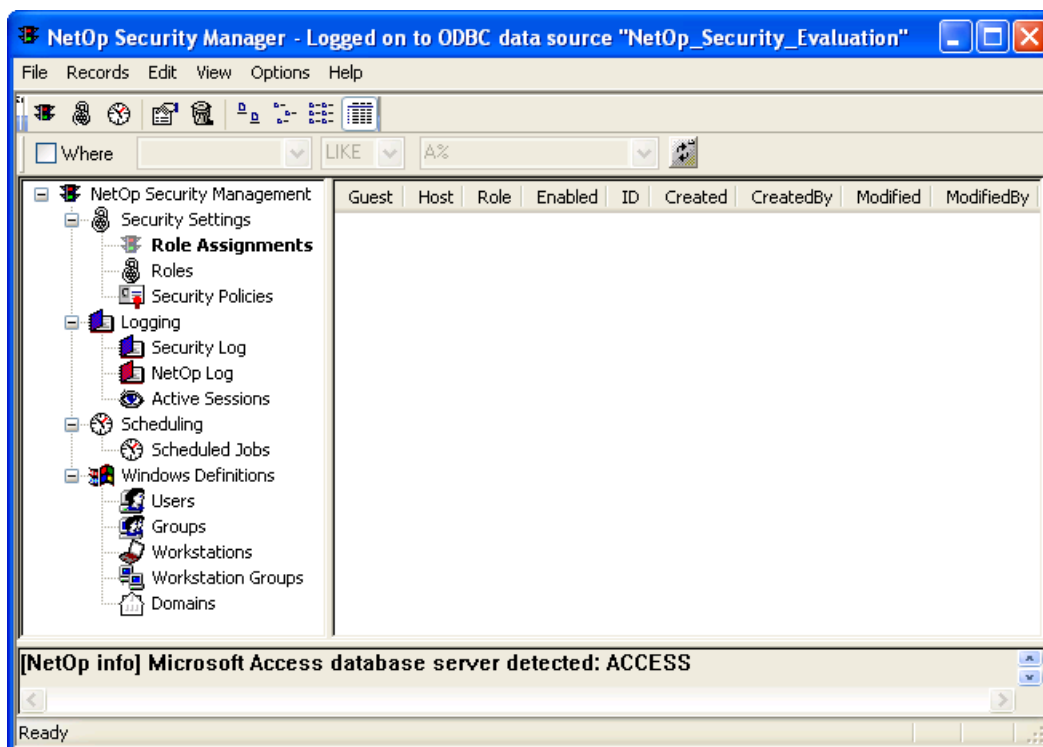 NetOp Security Manager - Logged on to ODBC data source "NetOp_Security_Evaluation"
File Records Edit View Options Help
Where LIKE A%
NetOp Security Management
Security Settings
Role Assignments
Roles
Security Policies
Logging
Security Log
NetOp Log
Active Sessions
Scheduling
Scheduled Jobs
Windows Definitions
Users
Groups
Workstations
Workstation Groups
Domains
Guest Host Role Enabled ID Created CreatedBy Modified ModifiedBy
[NetOp info] Microsoft Access database server detected: ACCESS
Ready